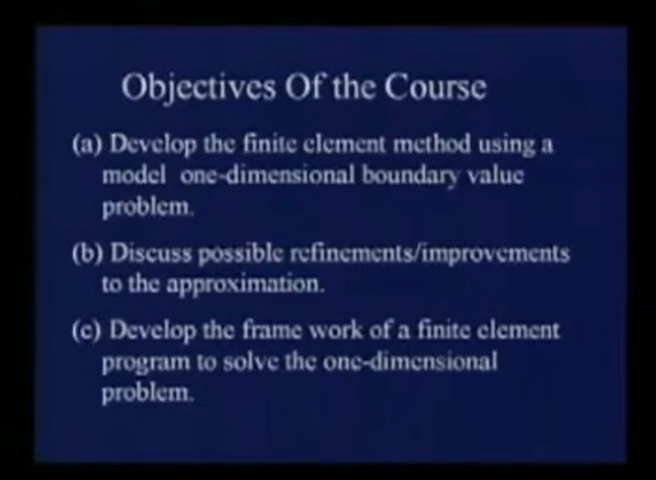 Objectives Of the Course
(a) Develop the finite element method using a
model one-dimensional boundary value
problem.
(b) Discuss possible refinements/improvements
to the approximation.
(c) Develop the frame work of a finite element
program to solve the one-dimensional
problem.